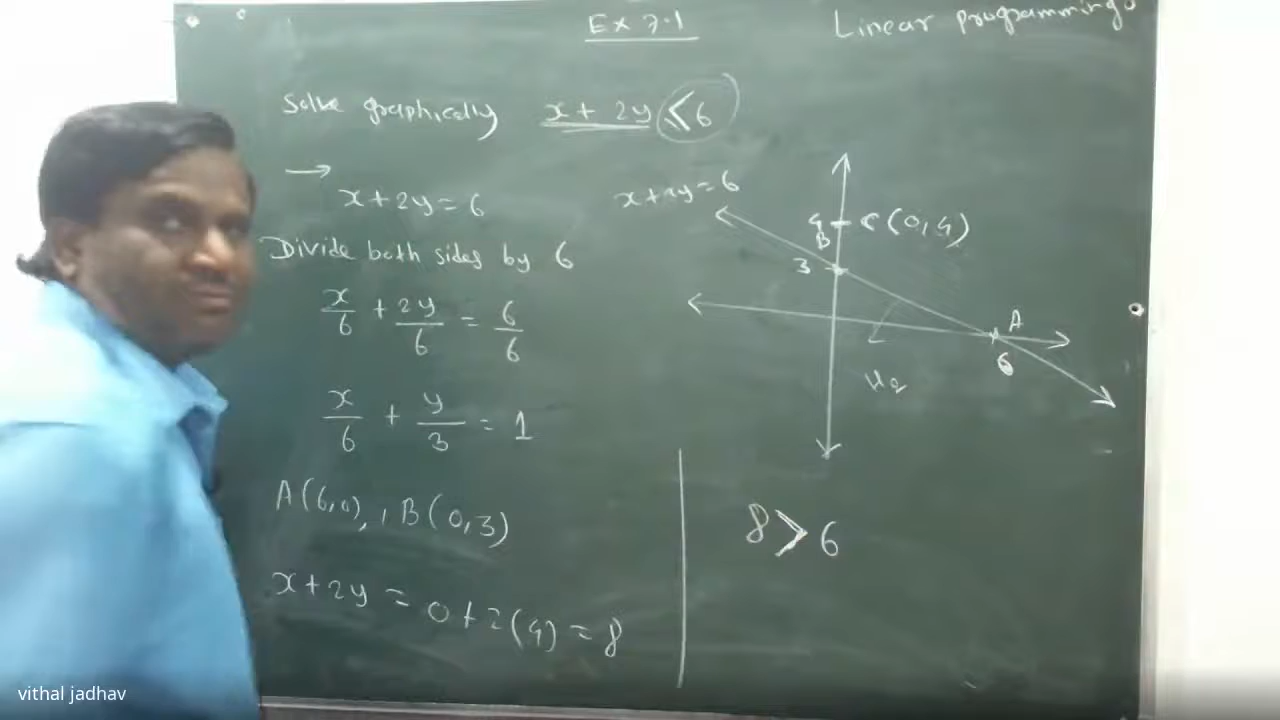 Ex 7.1
Linear programming
Solve graphically x + 2y ≤ 6
→
x+2y=6
Divide both sides by 6
x/6 + 2y/6 = 6/6
x/6 + y/3 = 1
A(6,0), B(0,3)
x+2y = 0+2(4) = 8
x+2y=6
4 C(0,4)
B
3
A
6
8 > 6
vithal jadhav